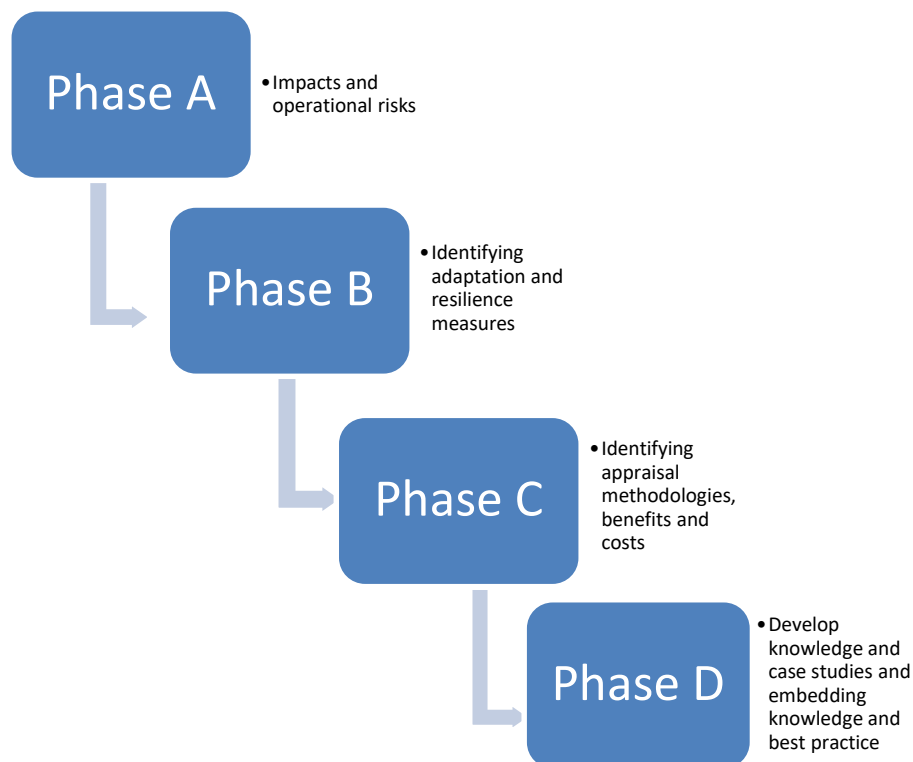 Phase A
•Impacts and
operational risks
Phase B
•Identifying
adaptation and
resilience
measures
Phase C
•Identifying
appraisal
methodologies,
benefits and
costs
Phase D
•Develop
knowledge and
case studies and
embedding
knowledge and
best practice